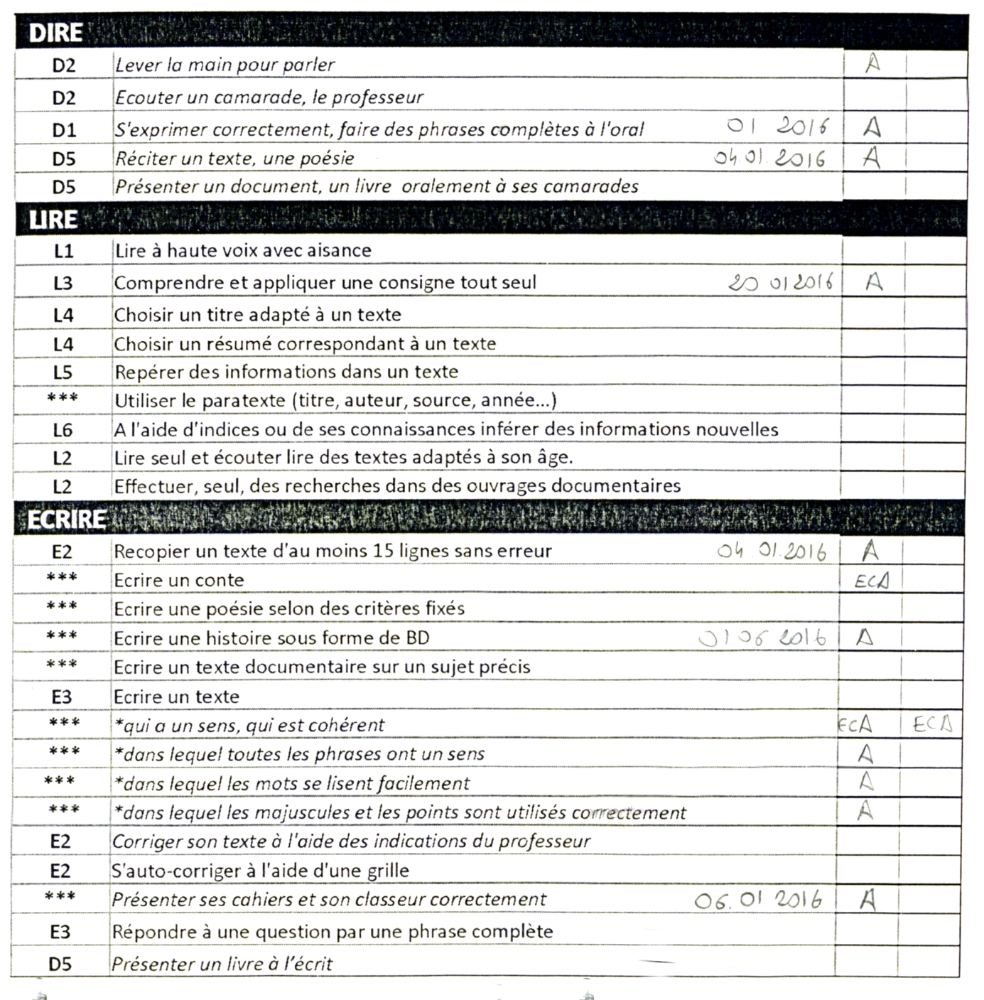 DIRE
D2 Lever la main pour parler A
D2 Ecouter un camarade, le professeur
D1 S'exprimer correctement, faire des phrases complètes à l'oral 01 2016 A
D5 Réciter un texte, une poésie 04.01.2016 A
D5 Présenter un document, un livre oralement à ses camarades
LIRE
L1 Lire à haute voix avec aisance
L3 Comprendre et appliquer une consigne tout seul 20 01 2016 A
L4 Choisir un titre adapté à un texte
L4 Choisir un résumé correspondant à un texte
L5 Repérer des informations dans un texte
*** Utiliser le paratexte (titre, auteur, source, année...)
L6 A l'aide d'indices ou de ses connaissances inférer des informations nouvelles
L2 Lire seul et écouter lire des textes adaptés à son âge.
L2 Effectuer, seul, des recherches dans des ouvrages documentaires
ECRIRE
E2 Recopier un texte d'au moins 15 lignes sans erreur 04 01.2016 A
*** Ecrire un conte ECA
*** Ecrire une poésie selon des critères fixés
*** Ecrire une histoire sous forme de BD 01 06 2016 A
*** Ecrire un texte documentaire sur un sujet précis
E3 Ecrire un texte
*** *qui a un sens, qui est cohérent ECA ECA
*** *dans lequel toutes les phrases ont un sens A
*** *dans lequel les mots se lisent facilement A
*** *dans lequel les majuscules et les points sont utilisés correctement A
E2 Corriger son texte à l'aide des indications du professeur
E2 S'auto-corriger à l'aide d'une grille
*** Présenter ses cahiers et son classeur correctement 06.01 2016 A
E3 Répondre à une question par une phrase complète
D5 Présenter un livre à l'écrit